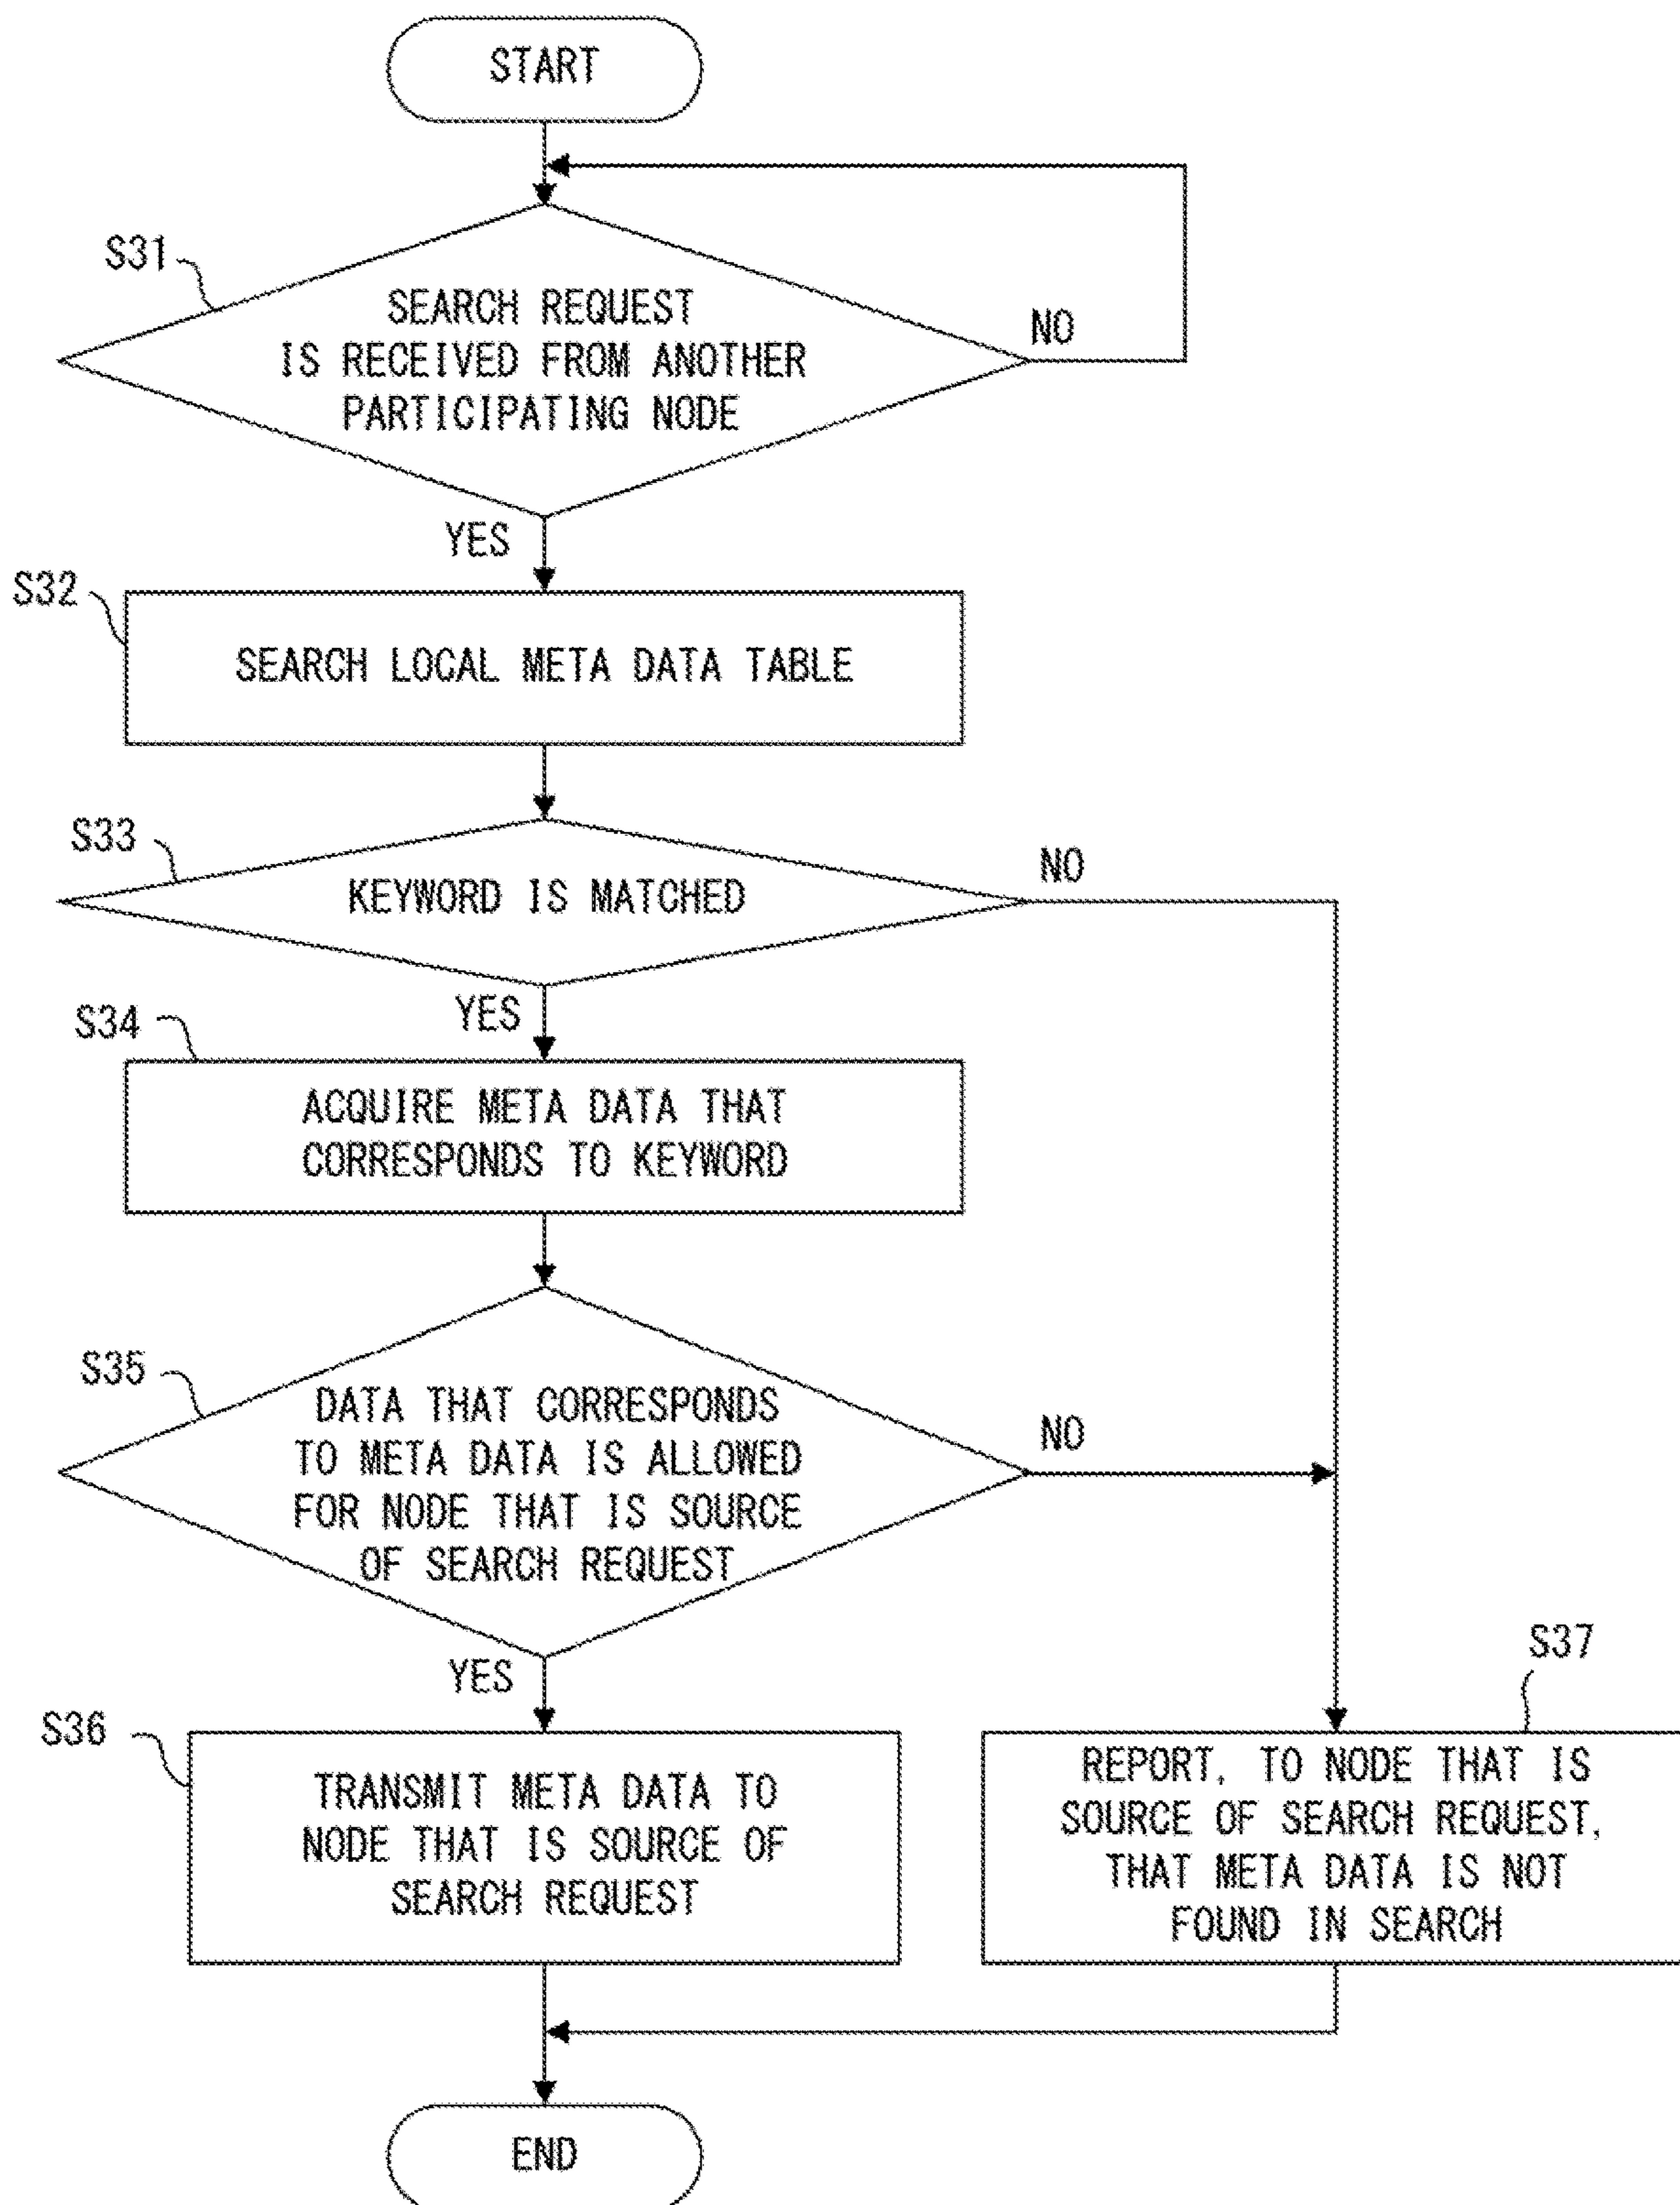 START
S31
SEARCH REQUEST
IS RECEIVED FROM ANOTHER
PARTICIPATING NODE
NO
YES
S32
SEARCH LOCAL META DATA TABLE
S33
KEYWORD IS MATCHED
NO
YES
S34
ACQUIRE META DATA THAT
CORRESPONDS TO KEYWORD
S35
DATA THAT CORRESPONDS
TO META DATA IS ALLOWED
FOR NODE THAT IS SOURCE
OF SEARCH REQUEST
NO
YES
S36
TRANSMIT META DATA TO
NODE THAT IS SOURCE OF
SEARCH REQUEST
S37
REPORT, TO NODE THAT IS
SOURCE OF SEARCH REQUEST,
THAT META DATA IS NOT
FOUND IN SEARCH
END